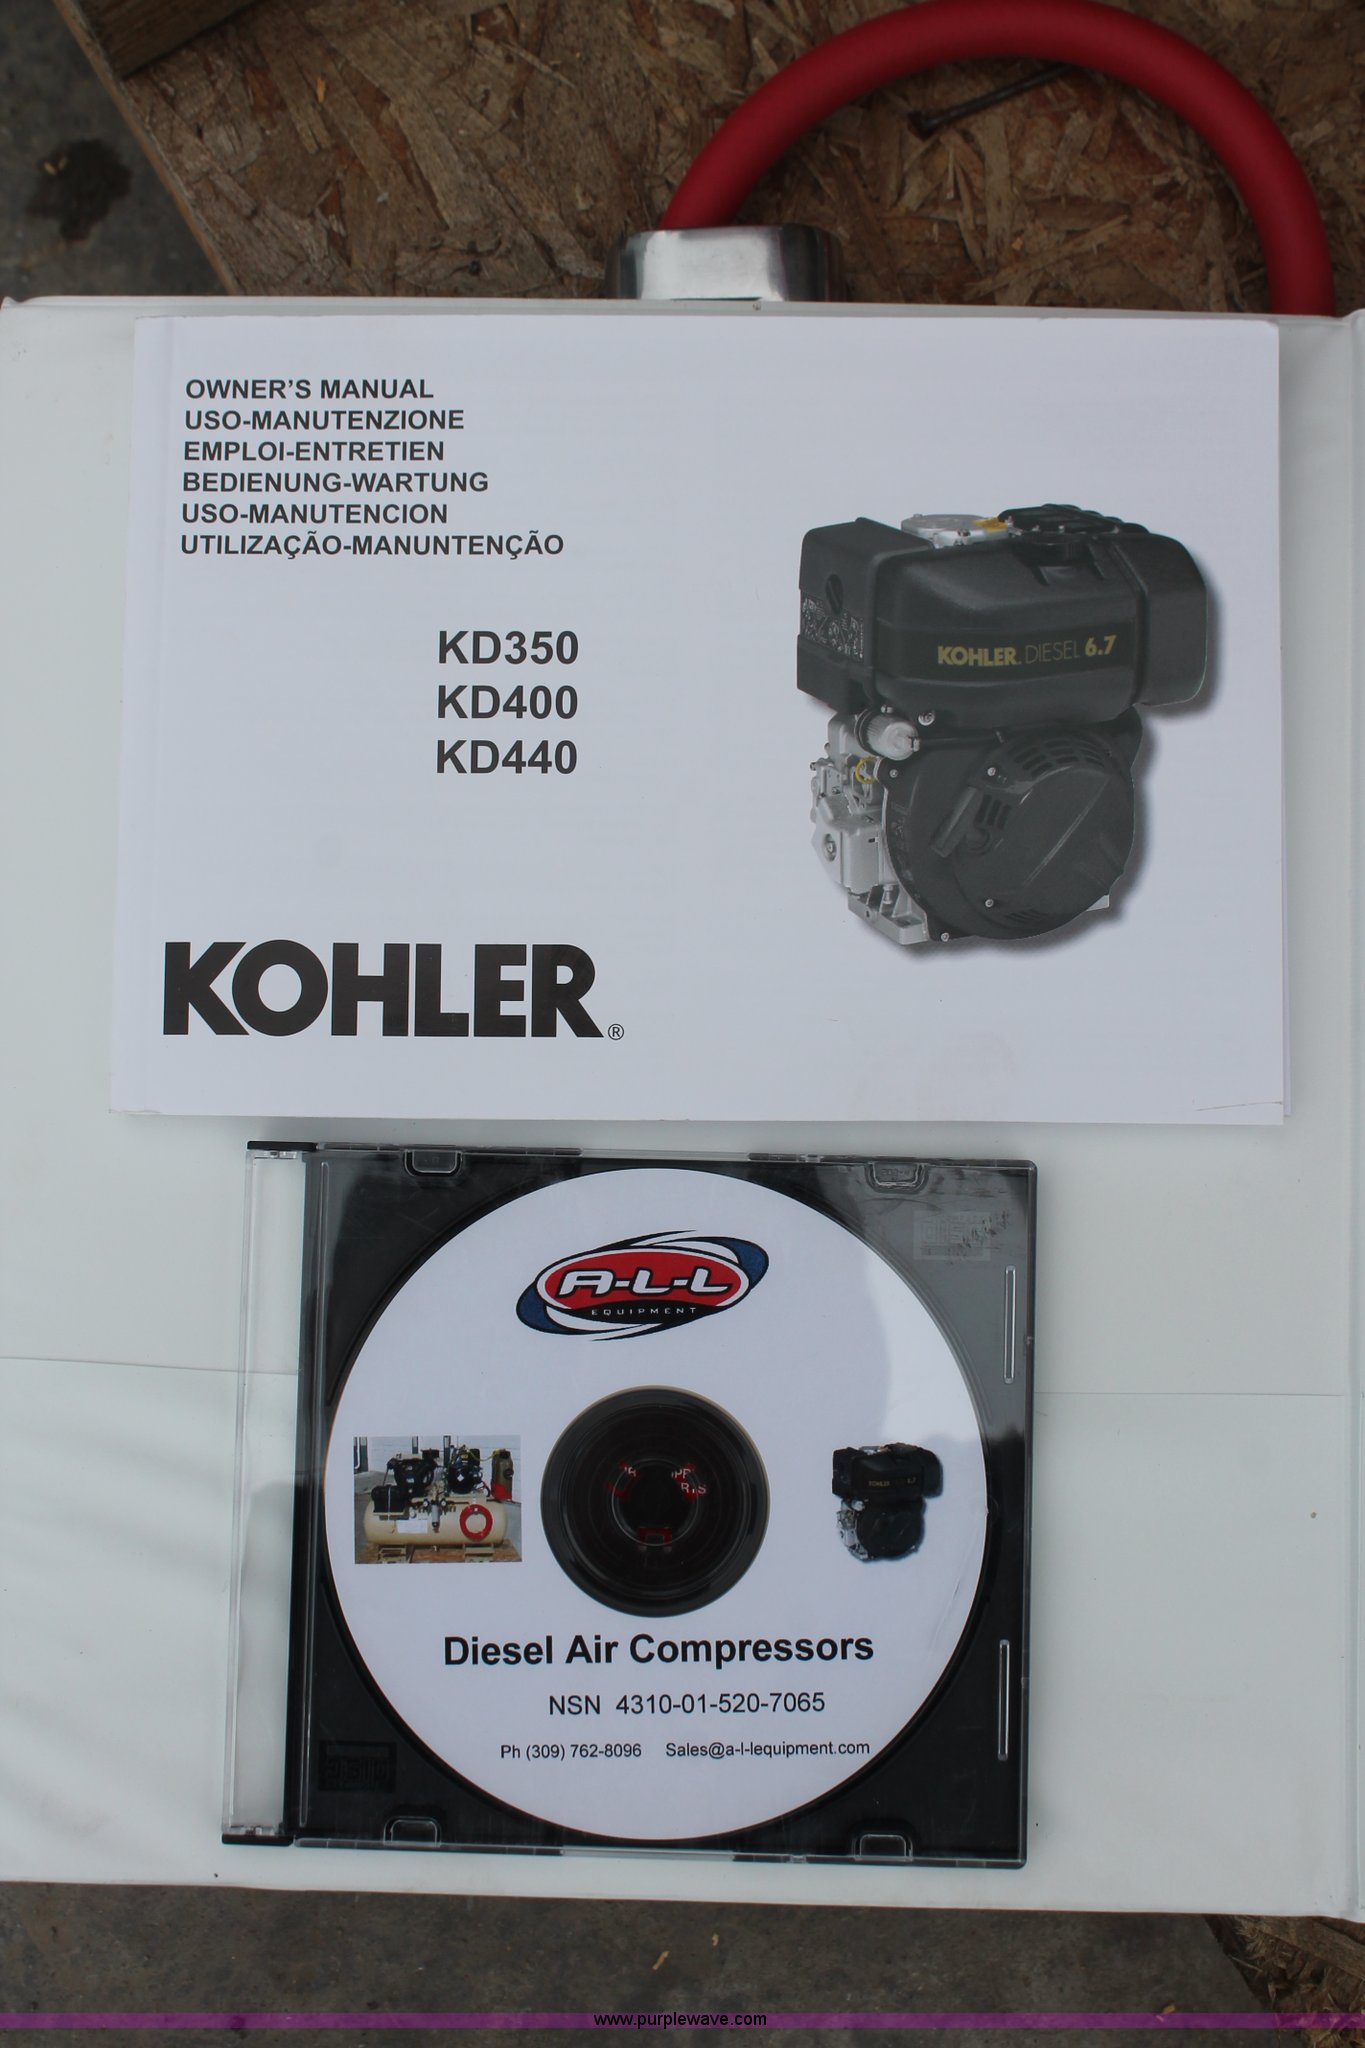 OWNER'S MANUAL
USO-MANUTENZIONE
EMPLOI-ENTRETIEN
BEDIENUNG-WARTUNG
USO-MANUTENCION
UTILIZAÇÃO-MANUNTENÇÃO
KD350
KD400
KD440
KOHLER DIESEL 6.7
KOHLER®
A-L-L
EQUIPMENT
KOHLER
Diesel Air Compressors
NSN 4310-01-520-7065
Ph (309) 762-8096 Sales@a-l-lequipment.com
www.purplewave.com